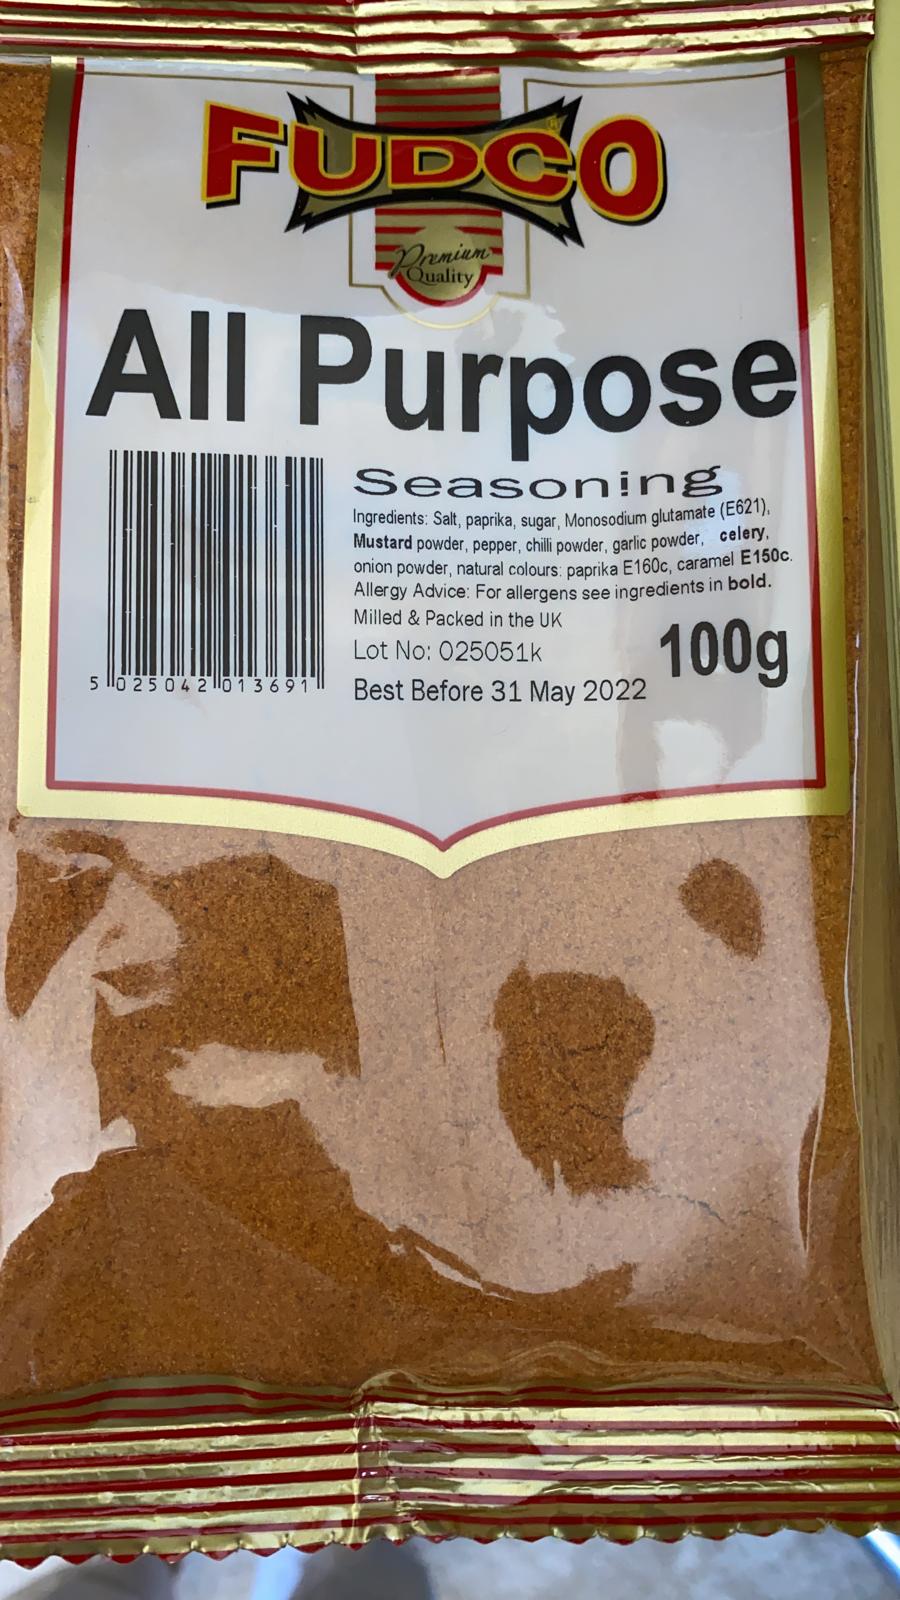 FUDCO
Premium
Quality
All Purpose
Seasoning
Ingredients: Salt, paprika, sugar, Monosodium glutamate (E621),
Mustard powder, pepper, chilli powder, garlic powder, celery,
onion powder, natural colours: paprika E160c, caramel E150c.
Allergy Advice: For allergens see ingredients in bold.
Milled & Packed in the UK
Lot No: 025051k
100g
Best Before 31 May 2022
5 025042 013691